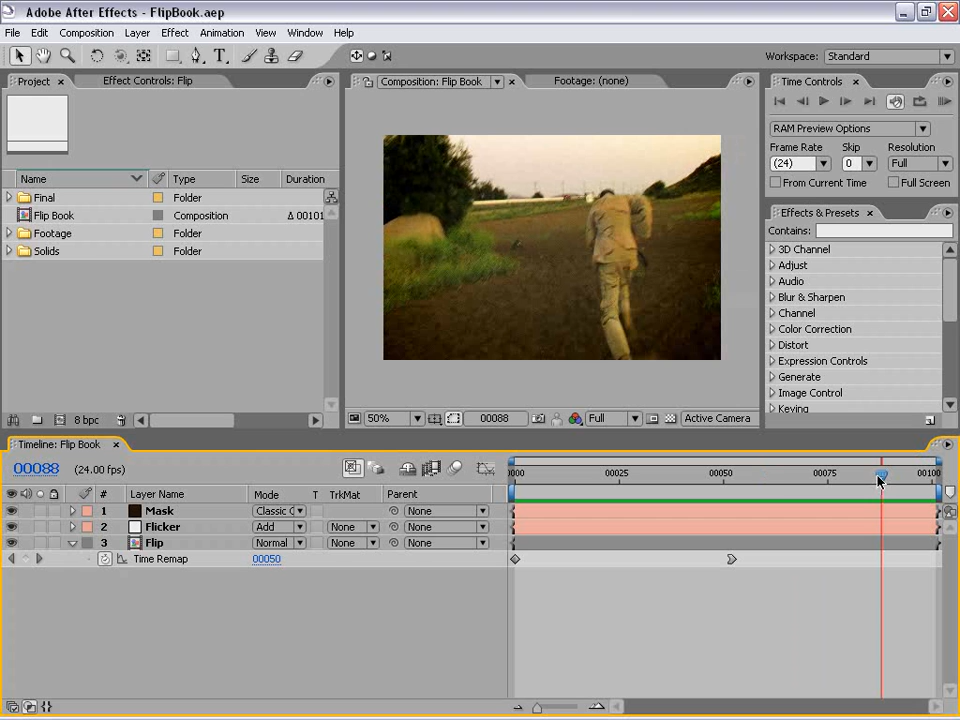 Adobe After Effects - FlipBook.aep
File Edit Composition Layer Effect Animation View Window Help
Workspace: Standard
Project Effect Controls: Flip
Composition: Flip Book Footage: (none)
Time Controls
RAM Preview Options
Frame Rate Skip Resolution
(24) 0 Full
From Current Time Full Screen
Name Type Size Duration
Final Folder
Flip Book Composition Δ 00101
Footage Folder
Solids Folder
Effects & Presets
Contains:
3D Channel
Adjust
Audio
Blur & Sharpen
Channel
Color Correction
Distort
Expression Controls
Generate
Image Control
Keying
8 bpc
50% 00088 Full Active Camera
Timeline: Flip Book
00088 (24.00 fps)
0000 00025 00050 00075 00100
# Layer Name Mode T TrkMat Parent
1 Mask Classic C None
2 Flicker Add None None
3 Flip Normal None None
Time Remap 00050